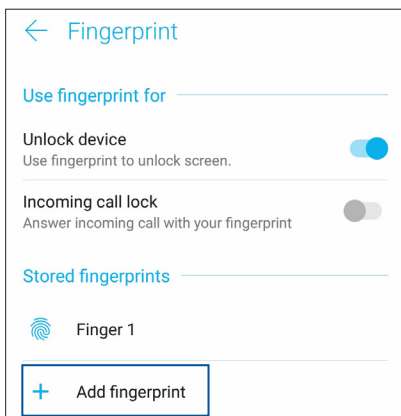 Fingerprint
Use fingerprint for
Unlock device
Use fingerprint to unlock screen.
Incoming call lock
Answer incoming call with your fingerprint
Stored fingerprints
Finger 1
Add fingerprint